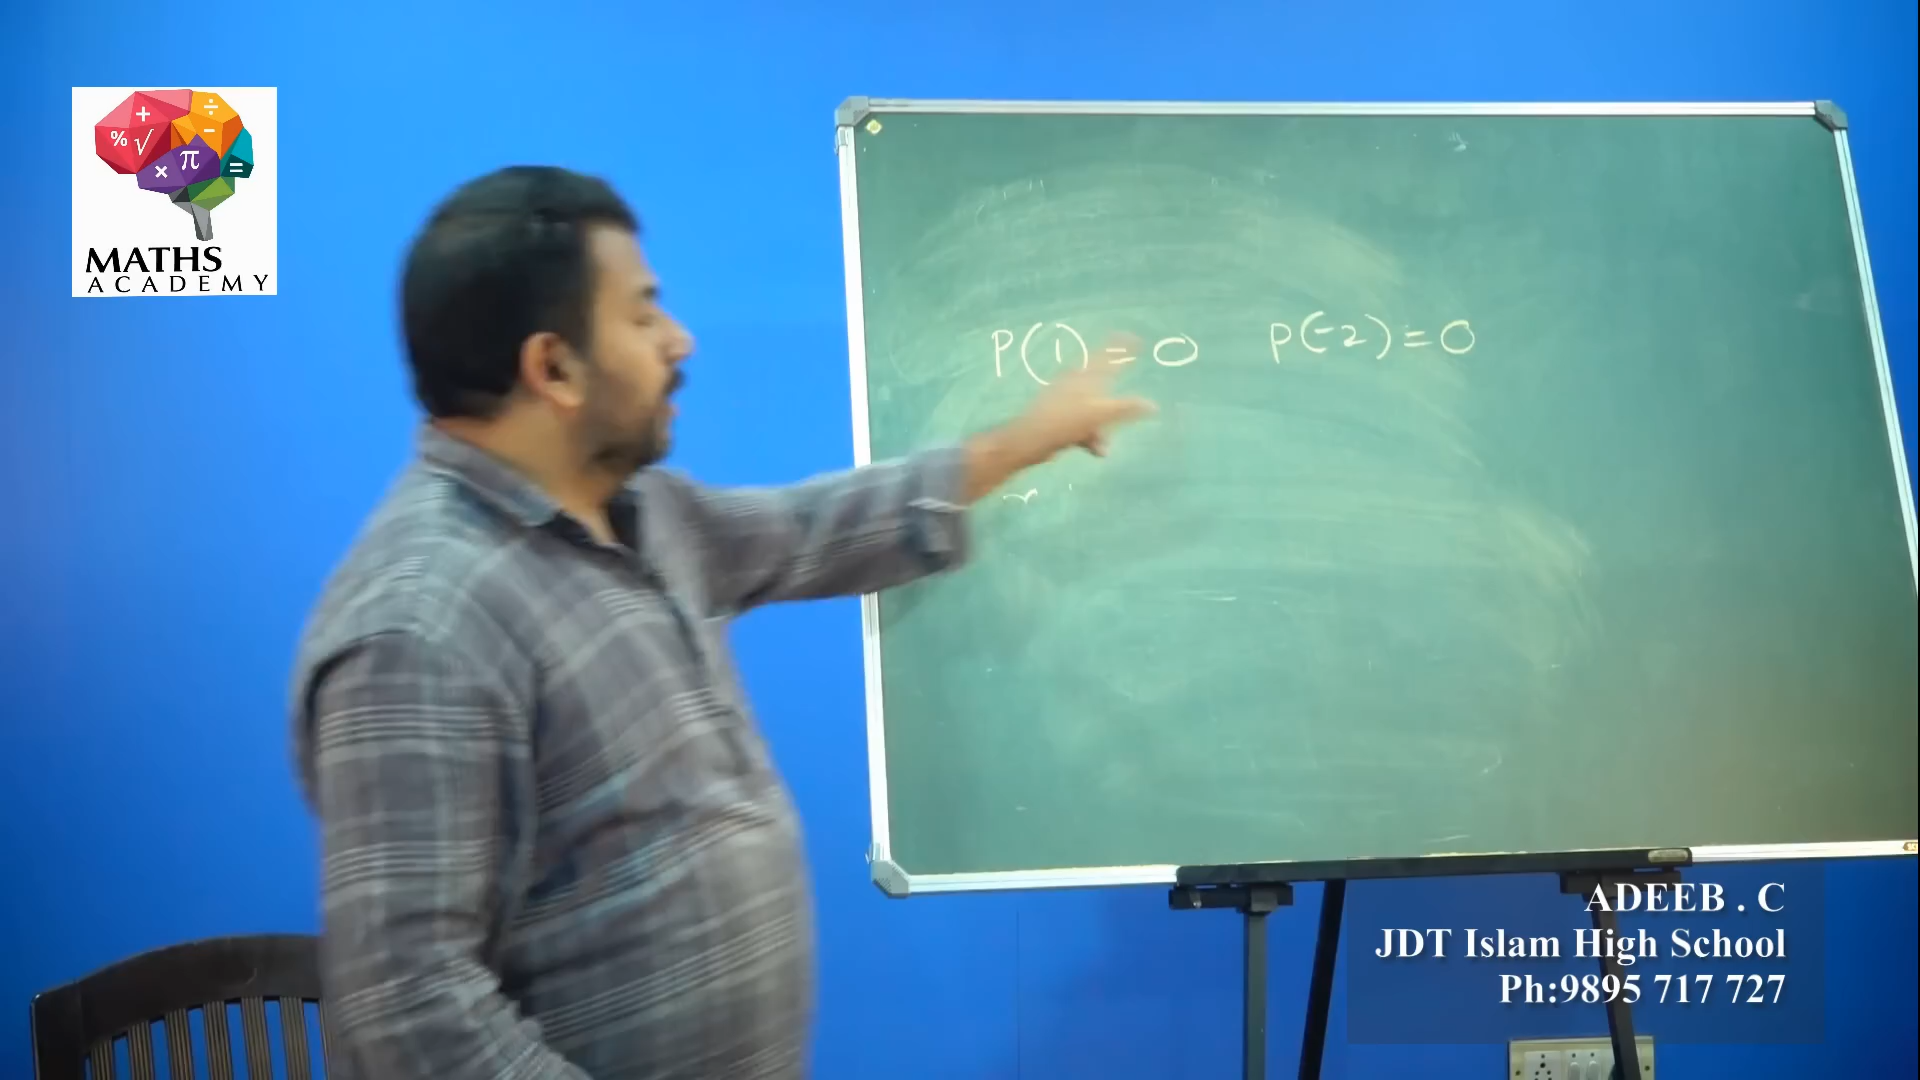 + ÷
% √ −
× π =
MATHS
ACADEMY
P(1) = 0 P(-2) = 0
ADEEB . C
JDT Islam High School
Ph:9895 717 727